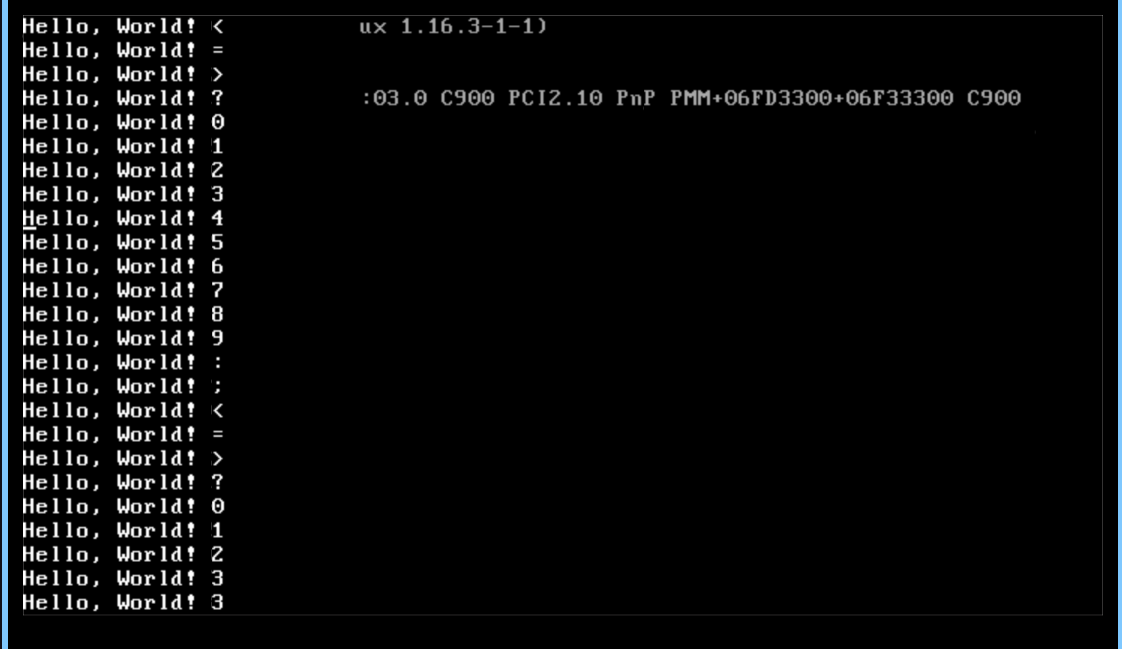 Hello, World! < ux 1.16.3-1-1)
Hello, World! =
Hello, World! >
Hello, World! ? :03.0 C900 PCI2.10 PnP PMM+06FD3300+06F33300 C900
Hello, World! 0
Hello, World! 1
Hello, World! 2
Hello, World! 3
Hello, World! 4
Hello, World! 5
Hello, World! 6
Hello, World! 7
Hello, World! 8
Hello, World! 9
Hello, World! :
Hello, World! ;
Hello, World! <
Hello, World! =
Hello, World! >
Hello, World! ?
Hello, World! 0
Hello, World! 1
Hello, World! 2
Hello, World! 3
Hello, World! 3